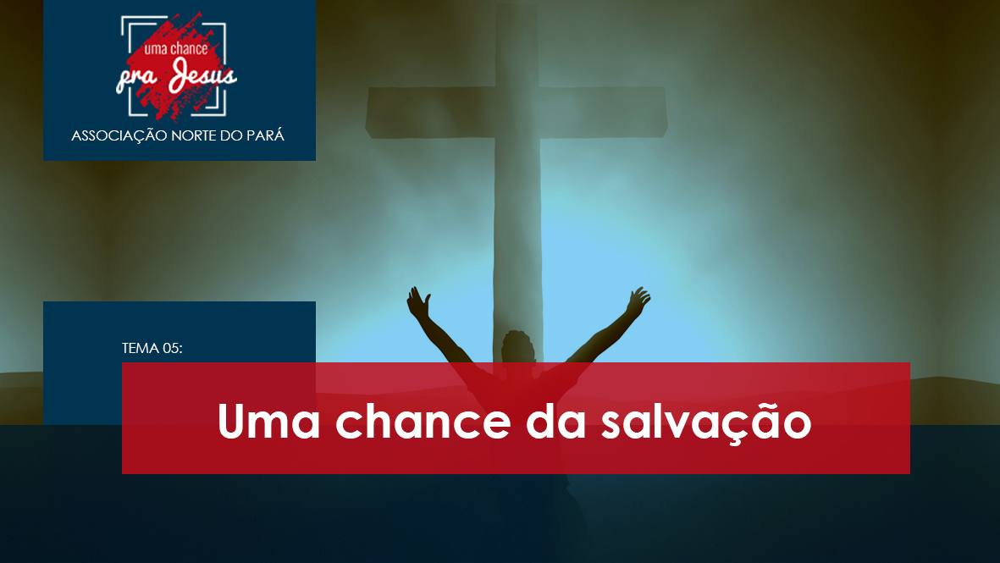 uma chance
pra Jesus
ASSOCIAÇÃO NORTE DO PARÁ
TEMA 05:
Uma chance da salvação